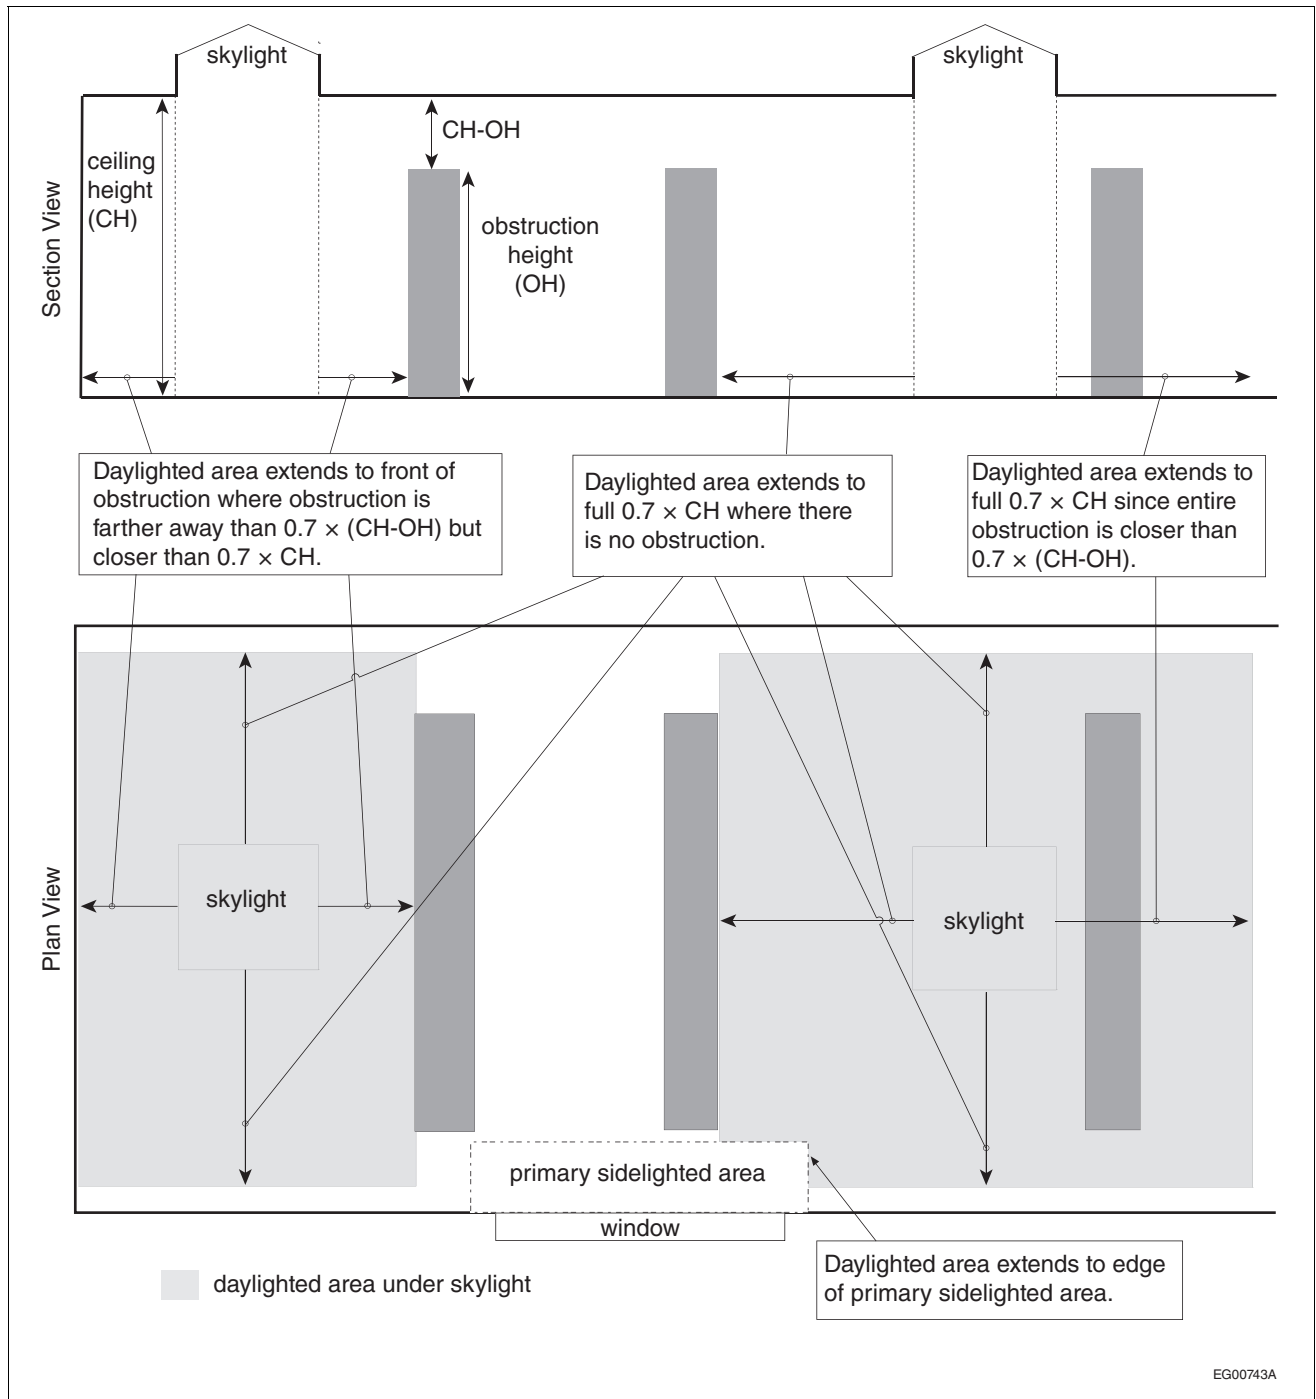 skylight
skylight
CH-OH
ceiling
height
(CH)
obstruction
height
(OH)
Section View
Daylighted area extends to front of
obstruction where obstruction is
farther away than 0.7 × (CH-OH) but
closer than 0.7 × CH.
Daylighted area extends to
full 0.7 × CH where there
is no obstruction.
Daylighted area extends to
full 0.7 × CH since entire
obstruction is closer than
0.7 × (CH-OH).
Plan View
skylight
skylight
primary sidelighted area
window
Daylighted area extends to edge
of primary sidelighted area.
daylighted area under skylight
EG00743A